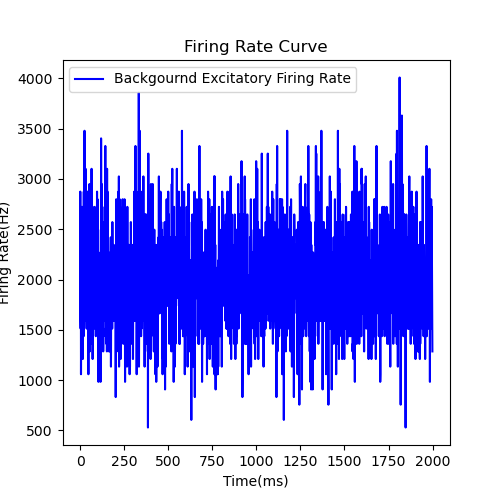 Firing Rate Curve
Backgournd Excitatory Firing Rate
4000
3500
3000
2500
2000
1500
1000
500
Firing Rate(Hz)
0 250 500 750 1000 1250 1500 1750 2000
Time(ms)